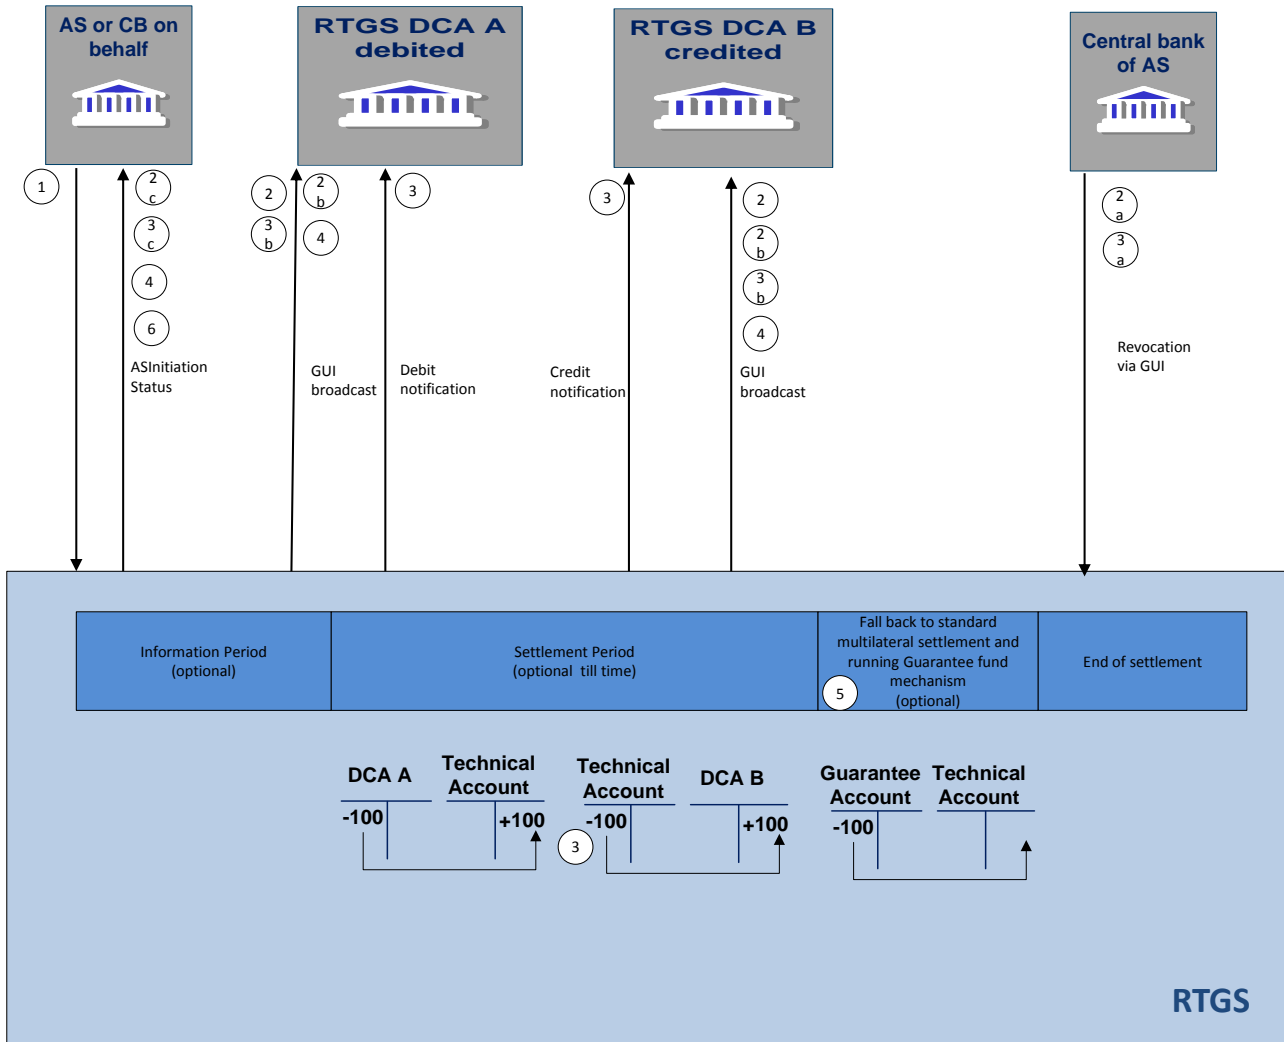 AS or CB on
behalf
RTGS DCA A
debited
RTGS DCA B
credited
Central bank
of AS
1
2
c
3
c
4
6
2
3
b
2
b
4
3
3
2
2
b
3
b
4
2
a
3
a
ASInitiation
Status
GUI
broadcast
Debit
notification
Credit
notification
GUI
broadcast
Revocation
via GUI
Information Period
(optional)
Settlement Period
(optional till time)
Fall back to standard
multilateral settlement and
running Guarantee fund
mechanism
(optional)
5
End of settlement
DCA A
Technical
Account
-100
+100
3
Technical
Account
DCA B
-100
+100
Guarantee
Account
Technical
Account
-100
RTGS